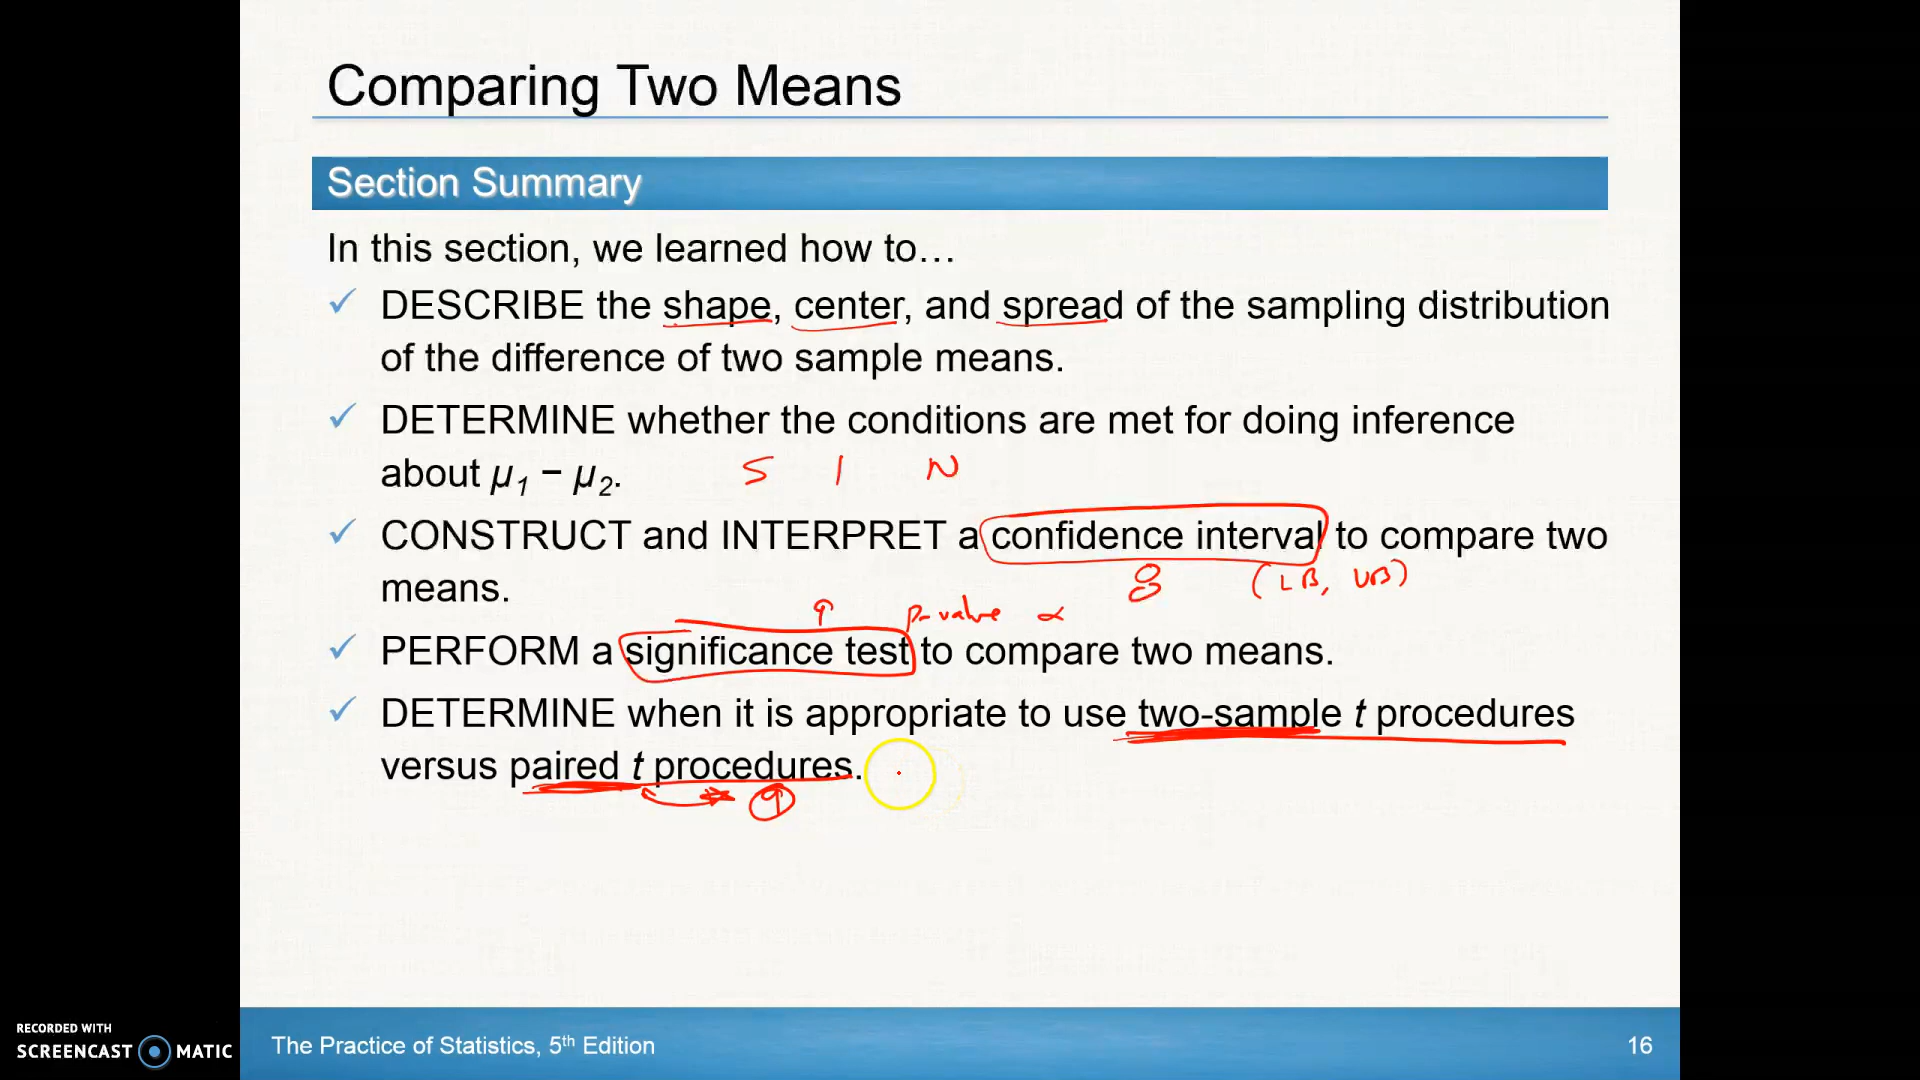 Comparing Two Means
Section Summary
In this section, we learned how to…
✓ DESCRIBE the shape, center, and spread of the sampling distribution
of the difference of two sample means.
✓ DETERMINE whether the conditions are met for doing inference
about μ1 − μ2.
S I N
✓ CONSTRUCT and INTERPRET a confidence interval to compare two
means.
(LB, UB)
p-value α
✓ PERFORM a significance test to compare two means.
✓ DETERMINE when it is appropriate to use two-sample t procedures
versus paired t procedures.
RECORDED WITH
SCREENCAST MATIC
The Practice of Statistics, 5th Edition
16